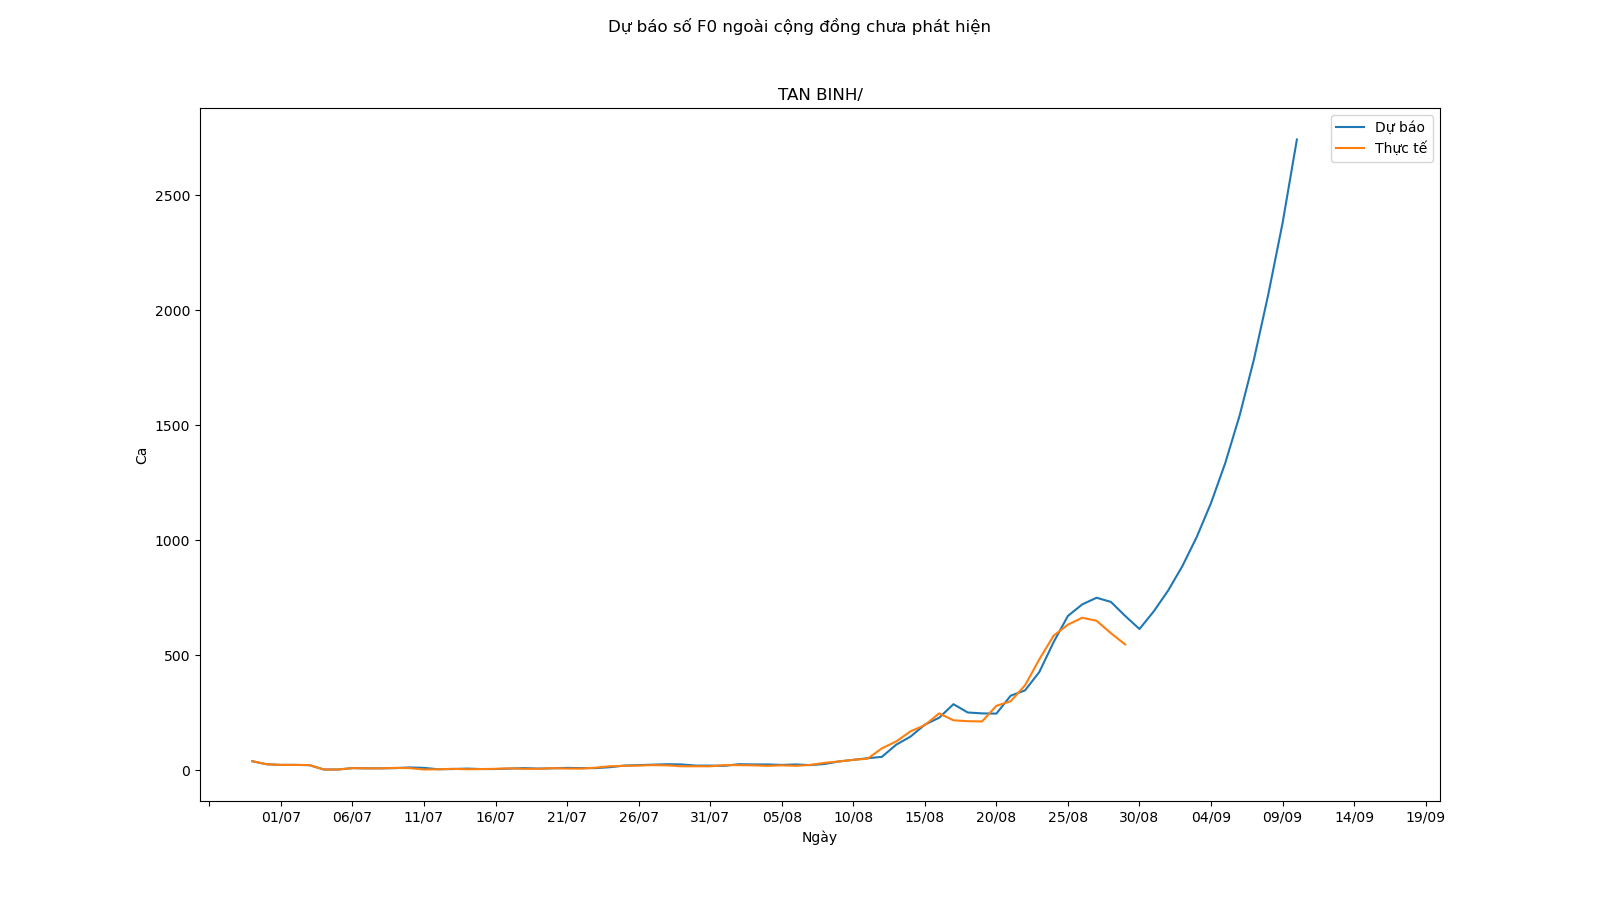 Dự báo số F0 ngoài cộng đồng chưa phát hiện
TAN BINH/
Dự báo
Thực tế
2500
2000
1500
1000
500
0
Ca
01/07 06/07 11/07 16/07 21/07 26/07 31/07 05/08 10/08 15/08 20/08 25/08 30/08 04/09 09/09 14/09 19/09
Ngày